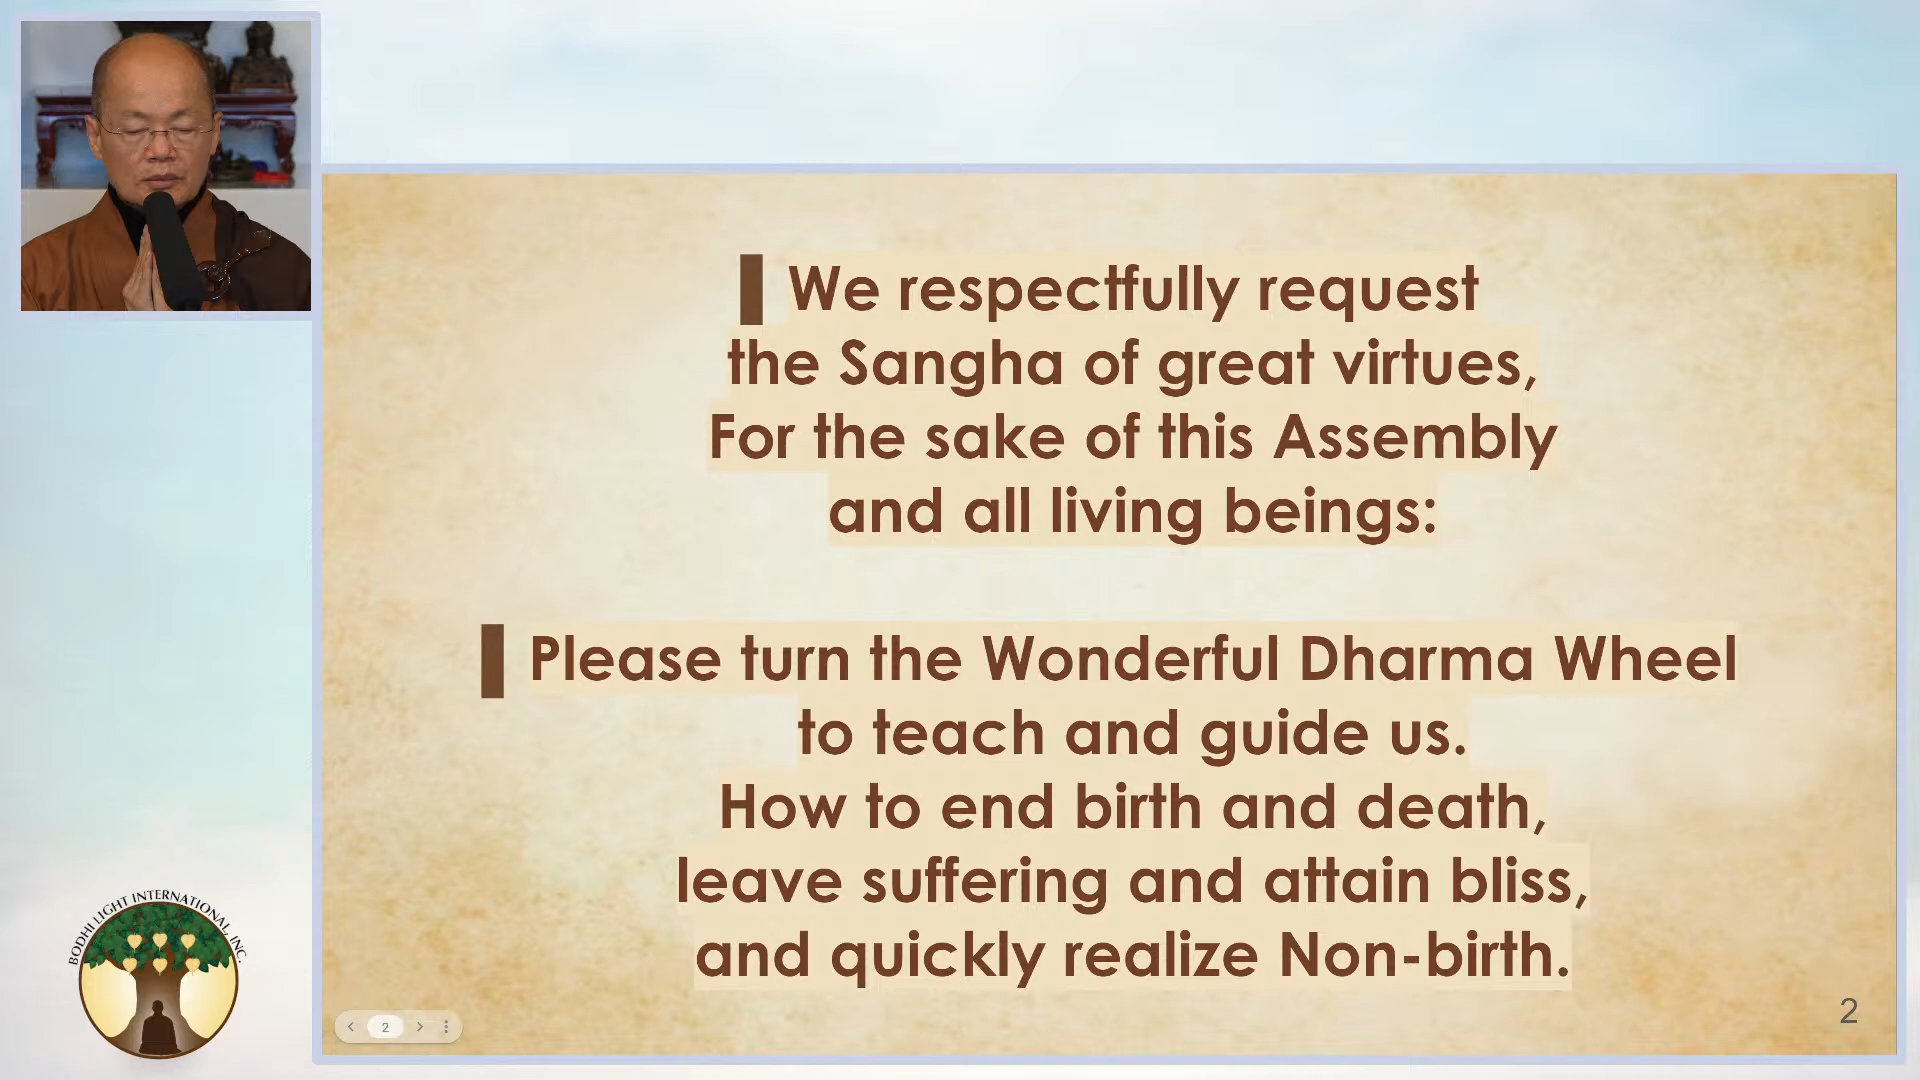 We respectfully request
the Sangha of great virtues,
For the sake of this Assembly
and all living beings:
Please turn the Wonderful Dharma Wheel
to teach and guide us.
How to end birth and death,
leave suffering and attain bliss,
and quickly realize Non-birth.
BODHI LIGHT INTERNATIONAL, INC.
2
2